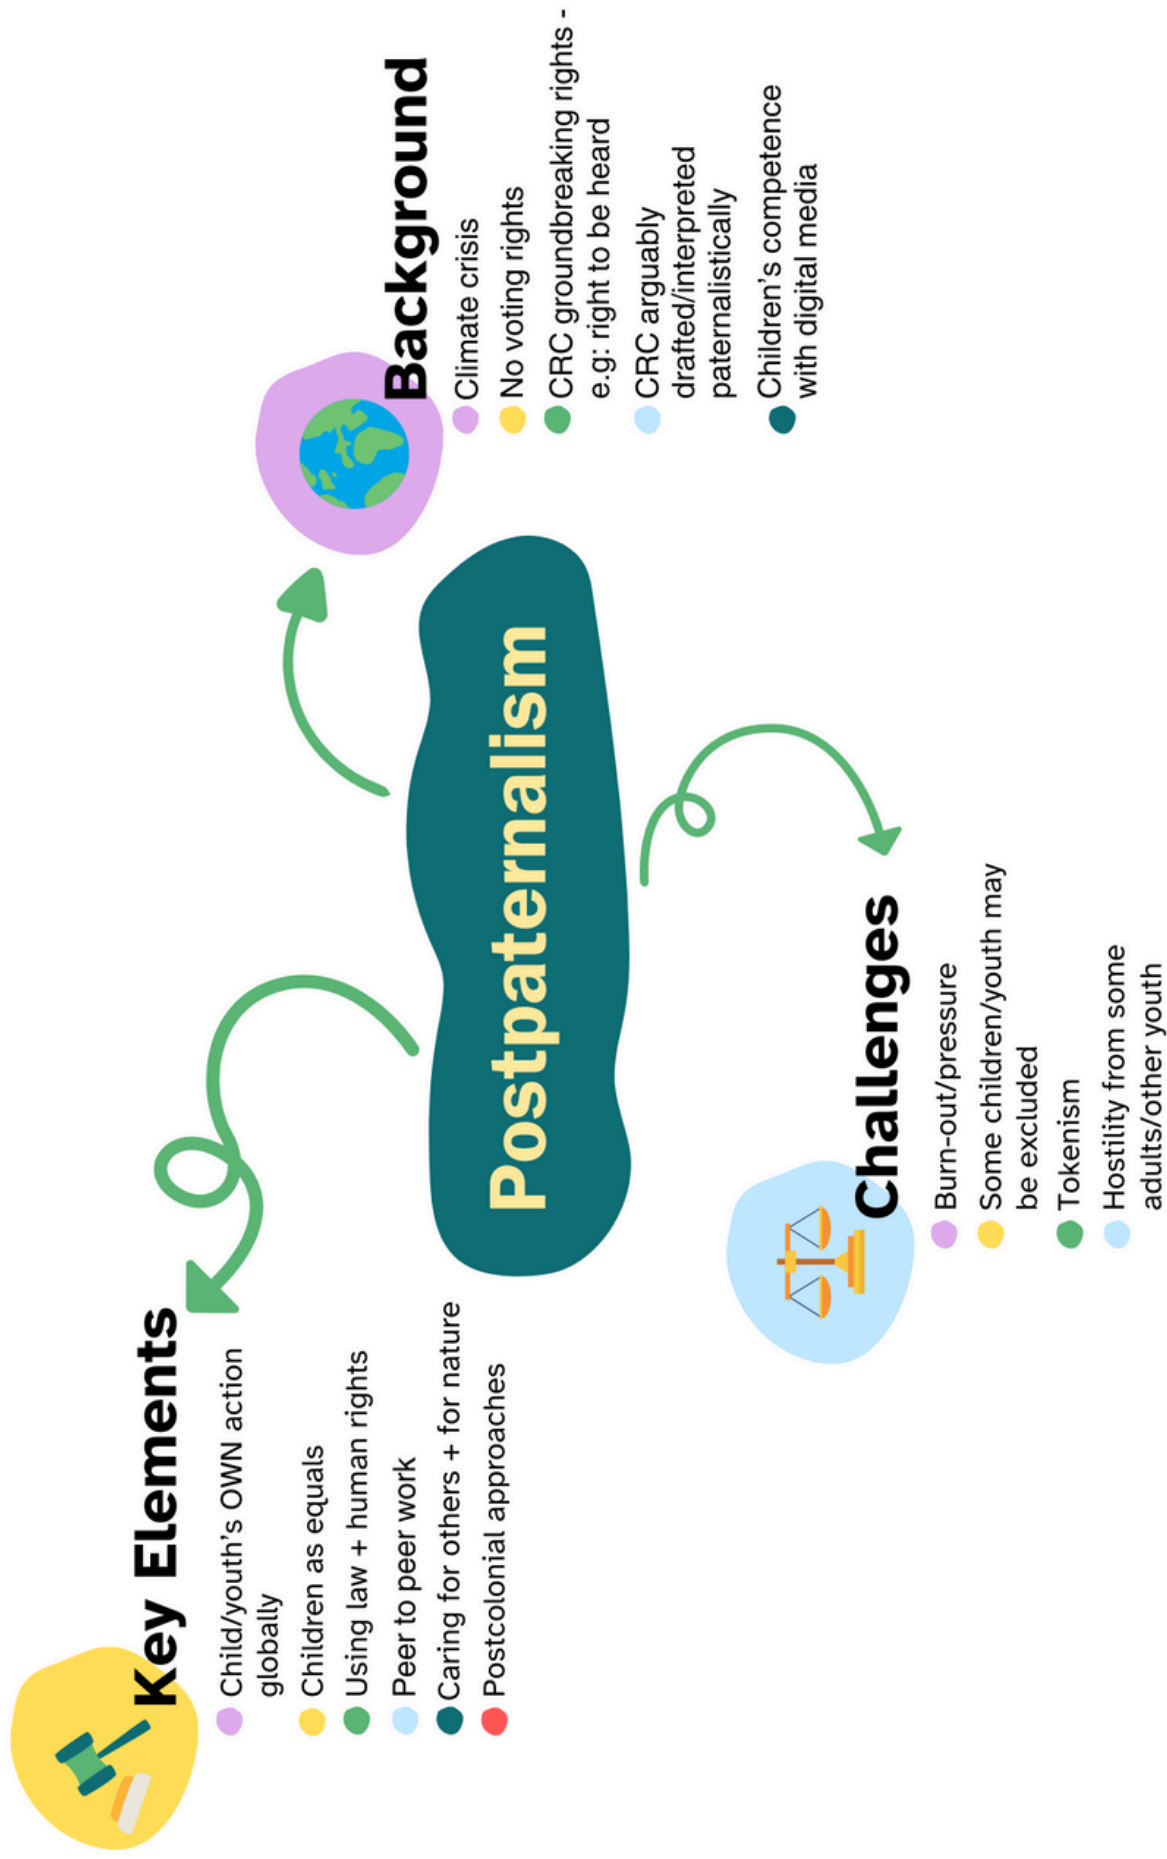 Key Elements
Child/youth's OWN action
globally
Children as equals
Using law + human rights
Peer to peer work
Caring for others + for nature
Postcolonial approaches
Postpaternalism
Background
Climate crisis
No voting rights
CRC groundbreaking rights -
e.g: right to be heard
CRC arguably
drafted/interpreted
paternalistically
Children's competence
with digital media
Challenges
Burn-out/pressure
Some children/youth may
be excluded
Tokenism
Hostility from some
adults/other youth